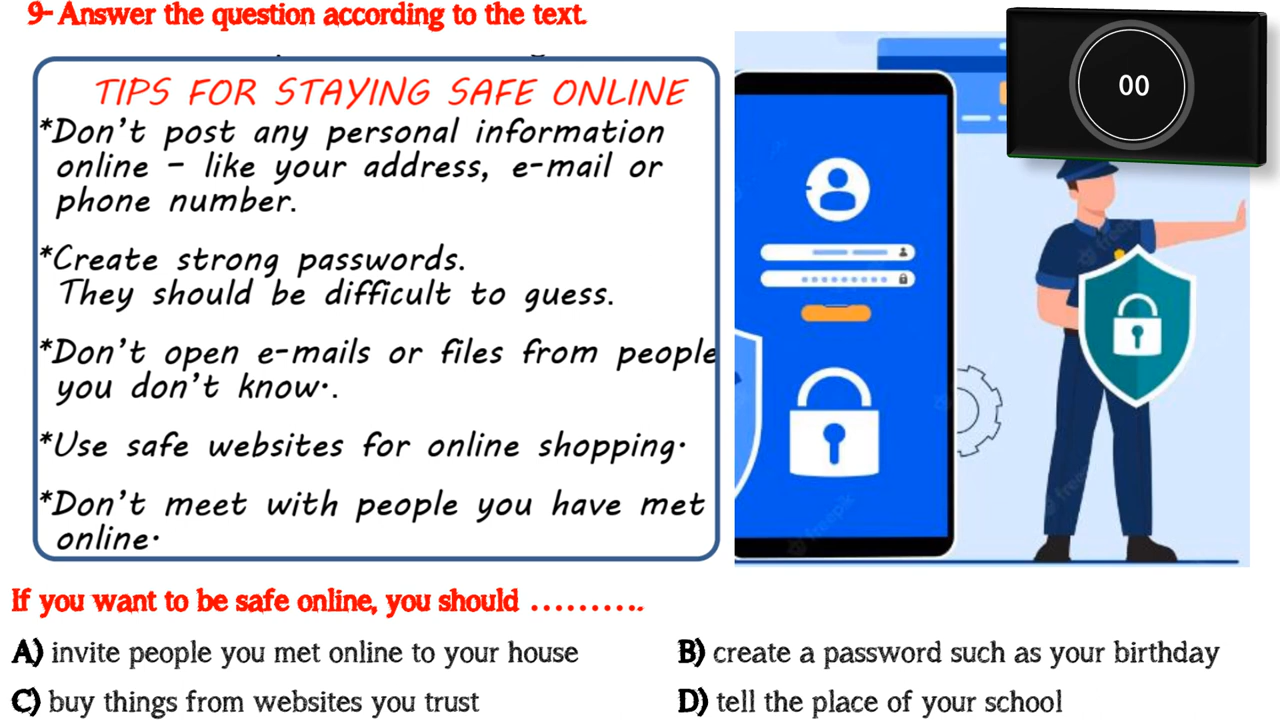 9- Answer the question according to the text.
00
TIPS FOR STAYING SAFE ONLINE
*Don't post any personal information
online – like your address, e-mail or
phone number.
*Create strong passwords.
They should be difficult to guess.
*Don't open e-mails or files from people
you don't know·.
*Use safe websites for online shopping·
*Don't meet with people you have met
online·
If you want to be safe online, you should ..........
A) invite people you met online to your house
B) create a password such as your birthday
C) buy things from websites you trust
D) tell the place of your school